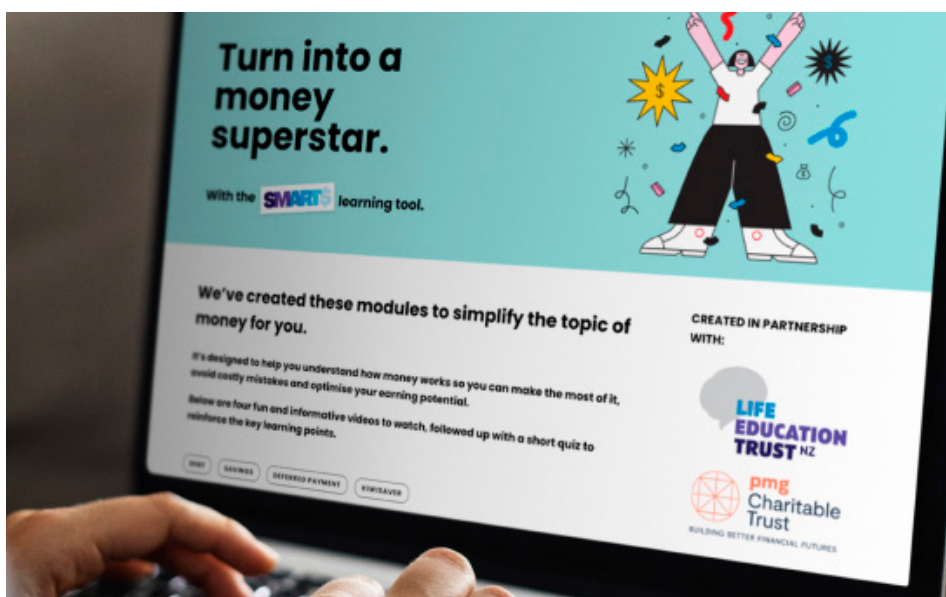 Turn into a
money
superstar.
With the SMART$ learning tool.
$
$
$
We've created these modules to simplify the topic of
money for you.
It's designed to help you understand how money works so you can make the most of it,
avoid costly mistakes and optimise your earning potential.
Below are four fun and informative videos to watch, followed up with a short quiz to
reinforce the key learning points.
DEBT
SAVINGS
DEFERRED PAYMENT
KIWISAVER
CREATED IN PARTNERSHIP
WITH:
LIFE
EDUCATION
TRUST NZ
pmg
Charitable
Trust
BUILDING BETTER FINANCIAL FUTURES